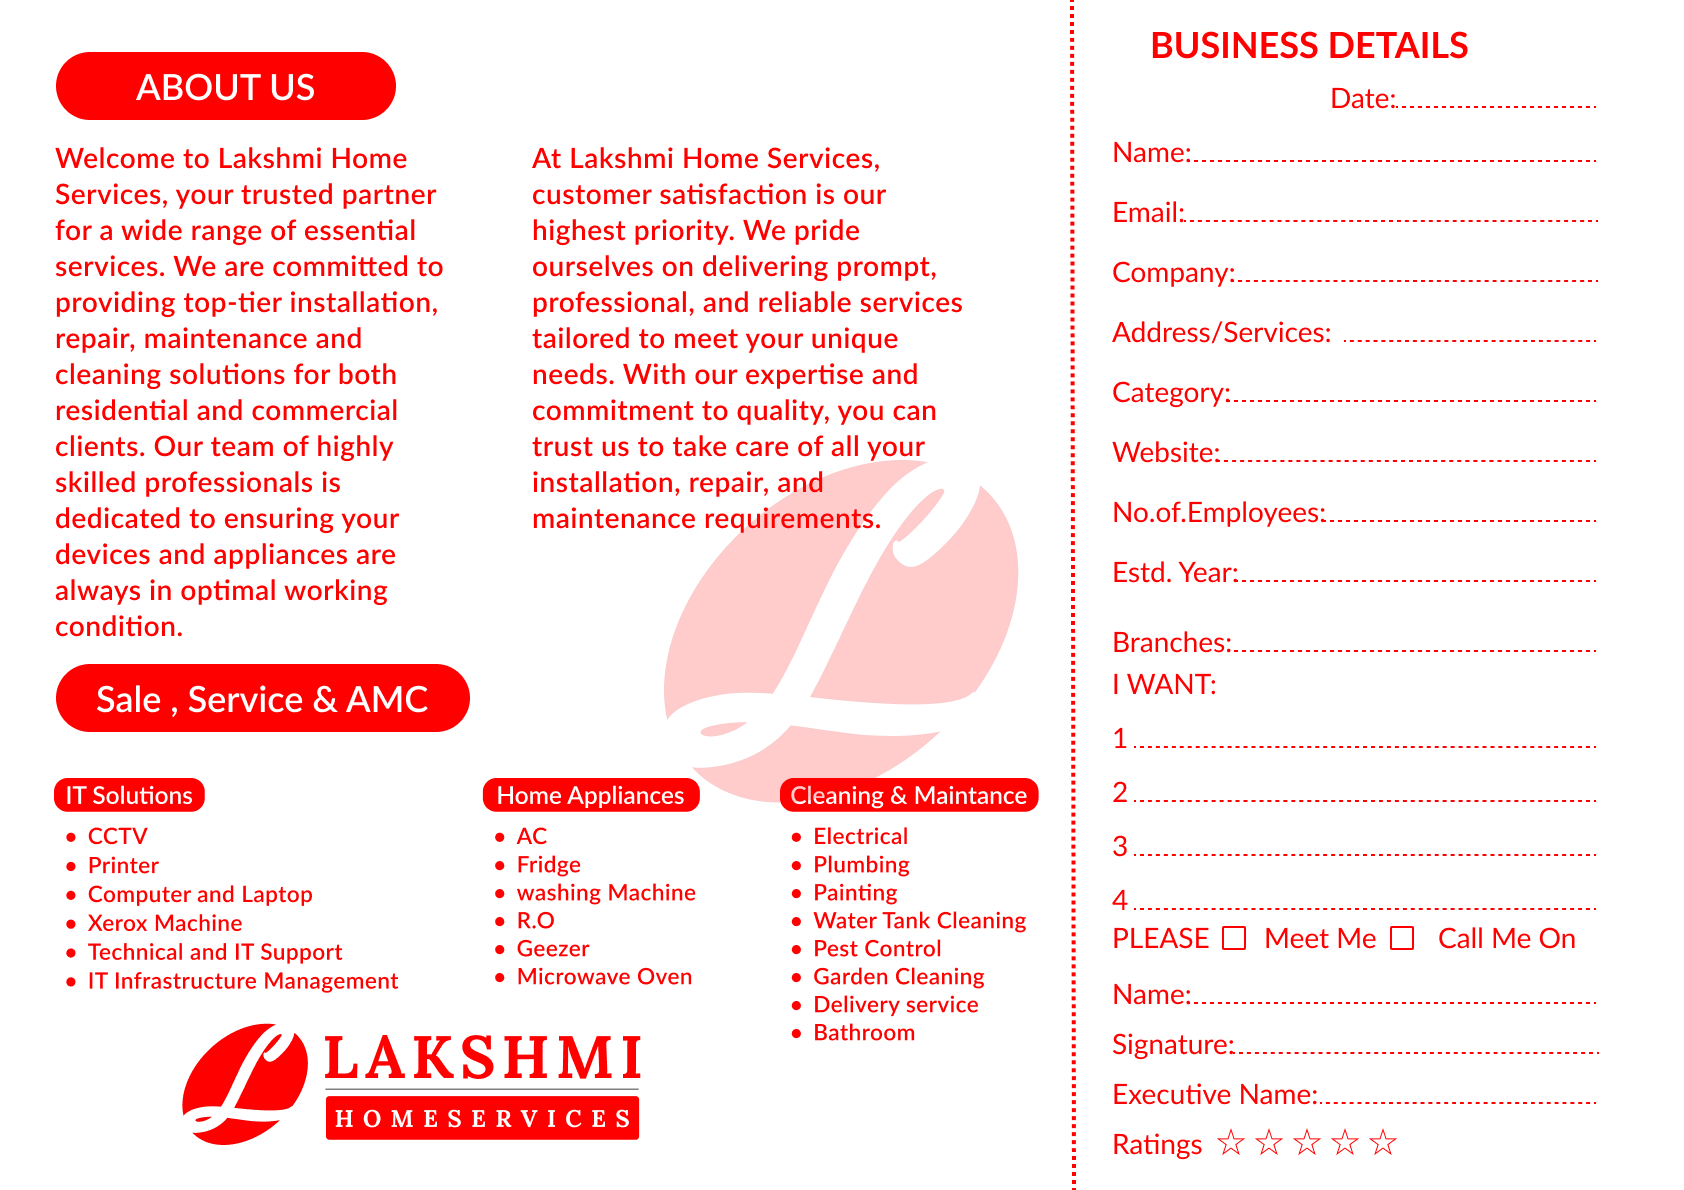 ABOUT US
Welcome to Lakshmi Home
Services, your trusted partner
for a wide range of essential
services. We are committed to
providing top-tier installation,
repair, maintenance and
cleaning solutions for both
residential and commercial
clients. Our team of highly
skilled professionals is
dedicated to ensuring your
devices and appliances are
always in optimal working
condition.
At Lakshmi Home Services,
customer satisfaction is our
highest priority. We pride
ourselves on delivering prompt,
professional, and reliable services
tailored to meet your unique
needs. With our expertise and
commitment to quality, you can
trust us to take care of all your
installation, repair, and
maintenance requirements.
Sale , Service & AMC
IT Solutions
• CCTV
• Printer
• Computer and Laptop
• Xerox Machine
• Technical and IT Support
• IT Infrastructure Management
Home Appliances
• AC
• Fridge
• washing Machine
• R.O
• Geezer
• Microwave Oven
Cleaning & Maintance
• Electrical
• Plumbing
• Painting
• Water Tank Cleaning
• Pest Control
• Garden Cleaning
• Delivery service
• Bathroom
L LAKSHMI
HOMESERVICES
BUSINESS DETAILS
Date:
Name:
Email:
Company:
Address/Services:
Category:
Website:
No.of.Employees:
Estd. Year:
Branches:
I WANT:
1
2
3
4
PLEASE ☐ Meet Me ☐ Call Me On
Name:
Signature:
Executive Name:
Ratings ☆ ☆ ☆ ☆ ☆